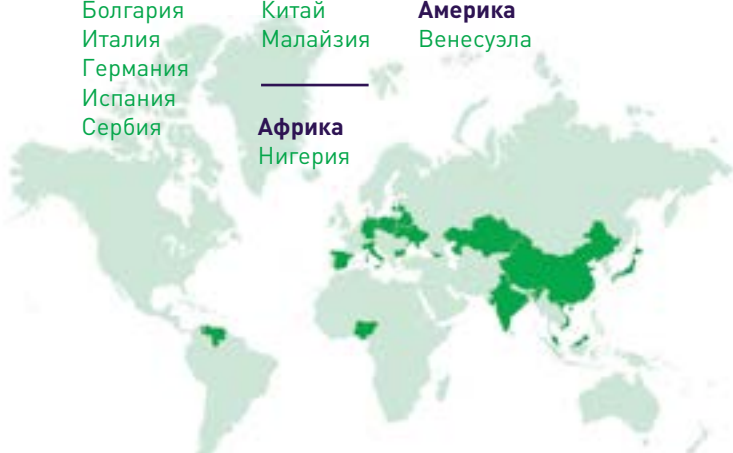 Болгария
Италия
Германия
Испания
Сербия
Китай
Малайзия
Африка
Нигерия
Америка
Венесуэла